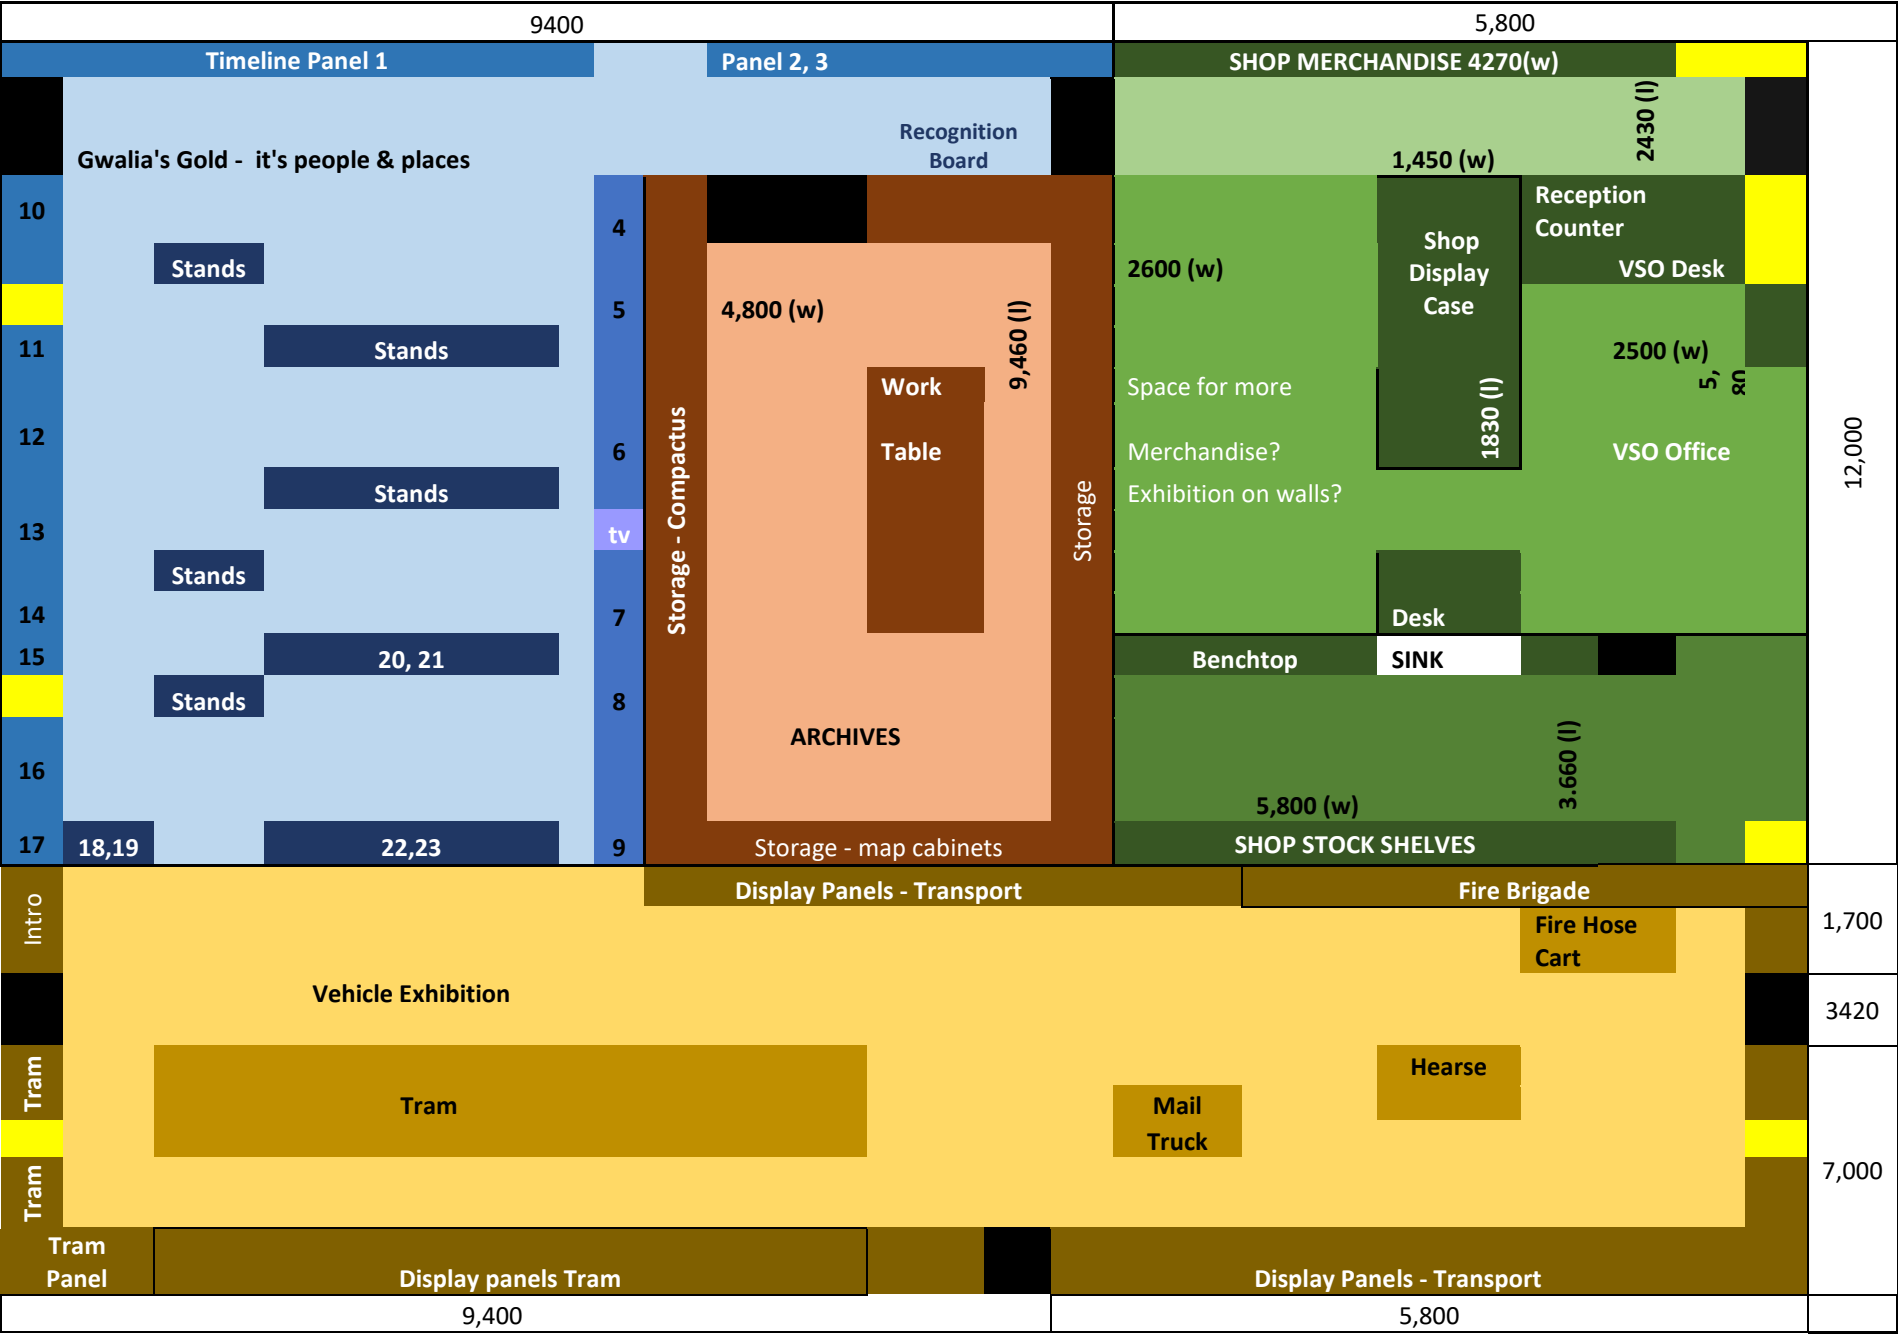 9400
5,800
Timeline Panel 1
Panel 2, 3
SHOP MERCHANDISE 4270(w)
2430 (l)
Recognition
Board
Gwalia's Gold -  it's people & places
1,450 (w)
10
4
Reception
Counter
Shop
Display
Case
Stands
2600 (w)
VSO Desk
5
4,800 (w)
9,460 (l)
11
Stands
2500 (w)
5,
80
Work
Space for more
1830 (l)
12
6
Table
Merchandise?
VSO Office
12,000
Storage - Compactus
Storage
Stands
Exhibition on walls?
13
tv
Stands
14
7
Desk
15
20, 21
Benchtop
SINK
Stands
8
ARCHIVES
3.660 (l)
16
5,800 (w)
17
18,19
22,23
9
Storage - map cabinets
SHOP STOCK SHELVES
Intro
Display Panels - Transport
Fire Brigade
Fire Hose
Cart
1,700
Vehicle Exhibition
3420
Tram
Hearse
Tram
Mail
Truck
Tram
7,000
Tram
Panel
Display panels Tram
Display Panels - Transport
9,400
5,800